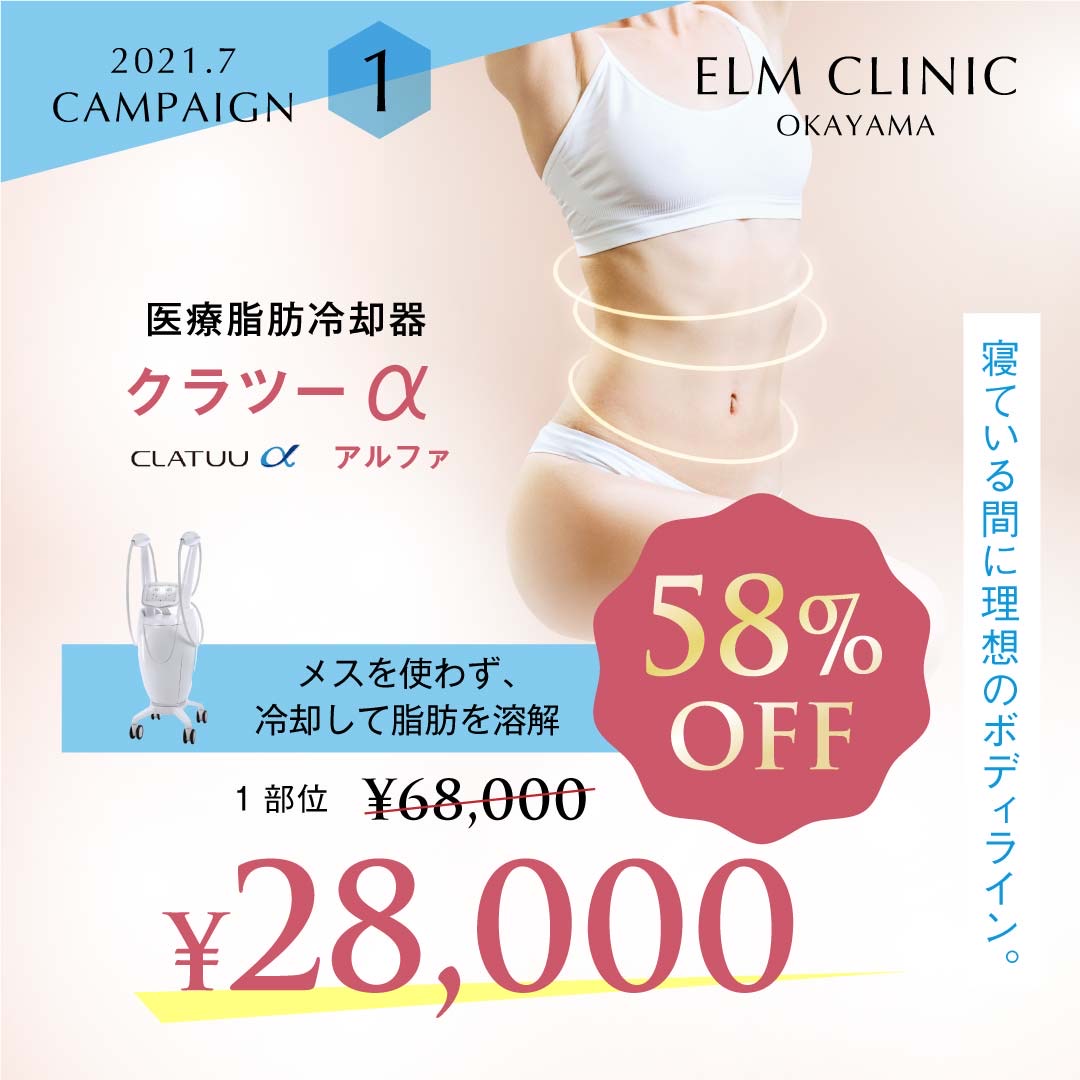 2021.7
CAMPAIGN
1
ELM CLINIC
OKAYAMA
医療脂肪冷却器
クラツーα
CLATUU α アルファ
寝ている間に理想のボディライン。
58%
OFF
メスを使わず、
冷却して脂肪を溶解
1部位 ¥68,000
¥28,000